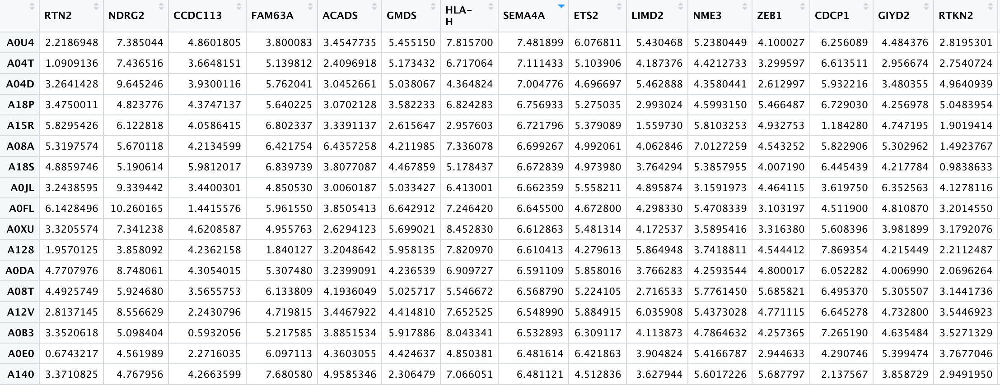 RTN2 NDRG2 CCDC113 FAM63A ACADS GMDS HLA-H SEMA4A ETS2 LIMD2 NME3 ZEB1 CDCP1 GIYD2 RTKN2
A0U4 2.2186948 7.385044 4.8601805 3.800083 3.4547735 5.455150 7.815700 7.481899 6.076811 5.430468 5.2380449 4.100027 6.256089 4.484376 2.8195301
A04T 1.0909136 7.436516 3.6648151 5.139812 2.4096918 5.173432 6.717064 7.111433 5.103906 4.187376 4.4212733 3.299597 6.613511 2.956674 2.7540724
A04D 3.2641428 9.645246 3.9300116 5.762041 3.0452661 5.038067 4.364824 7.004776 4.696697 5.462888 4.3580441 2.612997 5.932216 3.480355 4.9640939
A18P 3.4750011 4.823776 4.3747137 5.640225 3.0702128 3.582233 6.824283 6.756933 5.275035 2.993024 4.5993150 5.466487 6.729030 4.256978 5.0483954
A15R 5.8295426 6.122818 4.0586415 6.802337 3.3391137 2.615647 2.957603 6.721796 5.379089 1.559730 5.8103253 4.932753 1.184280 4.747195 1.9019414
A08A 5.3197574 5.670118 4.2134599 6.421754 6.4357258 4.211985 7.336078 6.699267 4.992061 4.062846 7.0127259 4.543252 5.822906 5.302962 1.4923767
A18S 4.8859746 5.190614 5.9812017 6.839739 3.8077087 4.467859 5.178437 6.672839 4.973980 3.764294 5.3857955 4.007190 6.445439 4.217784 0.9838633
A0JL 3.2438595 9.339442 3.4400301 4.850530 3.0060187 5.033427 6.413001 6.662359 5.558211 4.895874 3.1591973 4.464115 3.619750 6.352563 4.1278116
A0FL 6.1428496 10.260165 1.4415576 5.961550 3.8505413 6.642912 7.246420 6.645500 4.672800 4.298330 5.4708339 3.103197 4.511900 4.810870 3.2014550
A0XU 3.3205574 7.341238 4.6208587 4.955763 2.6294123 5.699021 8.452830 6.612863 5.481314 4.172537 3.5895416 3.316380 5.608396 3.981899 3.1792076
A128 1.9570125 3.858092 4.2362158 1.840127 3.2048642 5.958135 7.820970 6.610413 4.279613 5.864948 3.7418811 4.544412 7.869354 4.215449 2.2112487
A0DA 4.7707976 8.748061 4.3054015 5.307480 3.2399091 4.236539 6.909727 6.591109 5.858016 3.766283 4.2593544 4.800017 6.052282 4.006990 2.0696264
A08T 4.4925749 5.924680 3.5655753 6.133809 4.1936049 5.025717 5.546672 6.568790 5.224105 2.716533 5.7761450 5.685821 6.495370 5.305507 3.1441736
A12V 2.8137145 8.556629 2.2430796 4.719815 3.4467922 4.414810 7.652525 6.548990 5.884915 6.035908 5.4373028 4.771115 6.645278 4.732800 3.5446923
A0B3 3.3520618 5.098404 0.5932056 5.217585 3.8851534 5.917886 8.043341 6.532893 6.309117 4.113873 4.7864632 4.257365 7.265190 4.635484 3.5271329
A0E0 0.6743217 4.561989 2.2716035 6.097113 4.3603055 4.424637 4.850381 6.481614 6.421863 3.904824 5.4166787 2.944633 4.290746 5.399474 3.7677046
A140 3.3710825 4.767956 4.2663599 7.680580 4.9585346 2.306479 7.066051 6.481121 4.512836 3.627944 5.6017226 5.687797 2.137567 3.858729 2.9491950